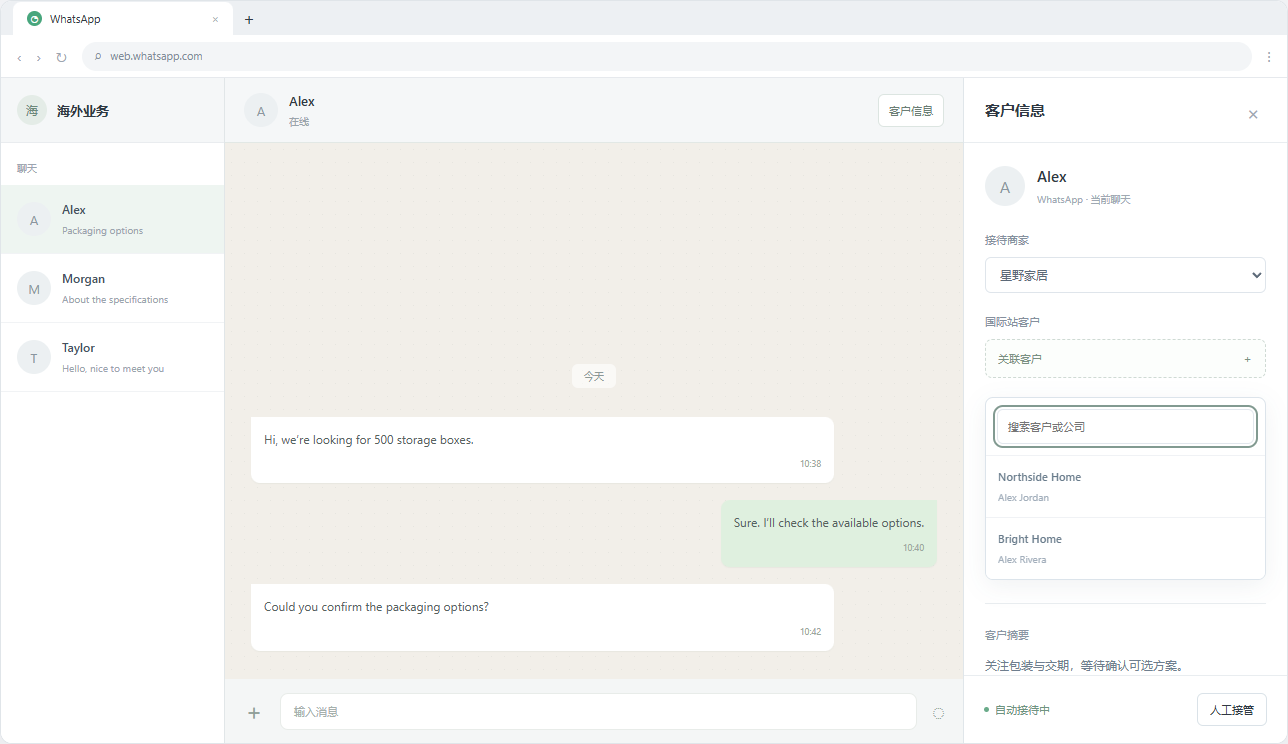 WhatsApp
web.whatsapp.com
海
海外业务
聊天
A
Alex
Packaging options
M
Morgan
About the specifications
T
Taylor
Hello, nice to meet you
A
Alex
在线
客户信息
今天
Hi, we’re looking for 500 storage boxes.
10:38
Sure. I’ll check the available options.
10:40
Could you confirm the packaging options?
10:42
输入消息
客户信息
A
Alex
WhatsApp · 当前聊天
接待商家
星野家居
国际站客户
关联客户
搜索客户或公司
Northside Home
Alex Jordan
Bright Home
Alex Rivera
客户摘要
关注包装与交期，等待确认可选方案。
自动接待中
人工接管